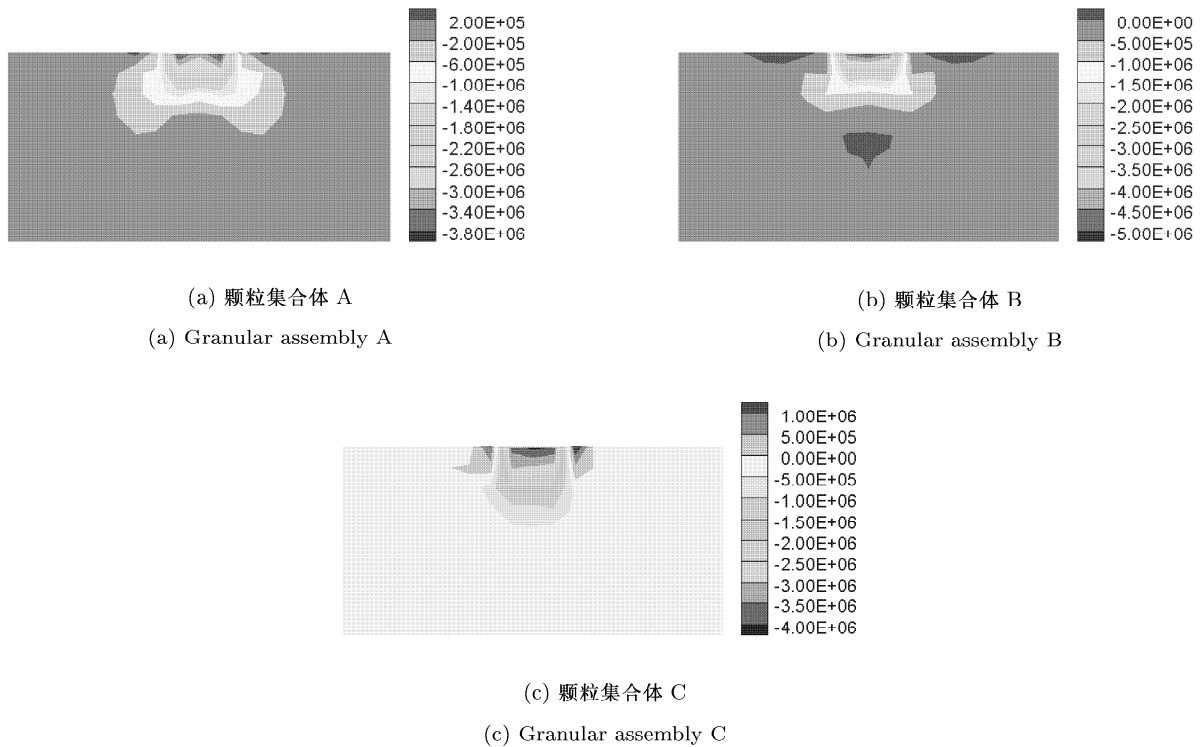 2.00E+05
-2.00E+05
-6.00E+05
-1.00E+06
-1.40E+06
-1.80E+06
-2.20E+06
-2.60E+06
-3.00E+06
-3.40E+06
-3.80E+06
(a) 颗粒集合体 A
(a) Granular assembly A
0.00E+00
-5.00E+05
-1.00E+06
-1.50E+06
-2.00E+06
-2.50E+06
-3.00E+06
-3.50E+06
-4.00E+06
-4.50E+06
-5.00E+06
(b) 颗粒集合体 B
(b) Granular assembly B
1.00E+06
5.00E+05
0.00E+00
-5.00E+05
-1.00E+06
-1.50E+06
-2.00E+06
-2.50E+06
-3.00E+06
-3.50E+06
-4.00E+06
(c) 颗粒集合体 C
(c) Granular assembly C